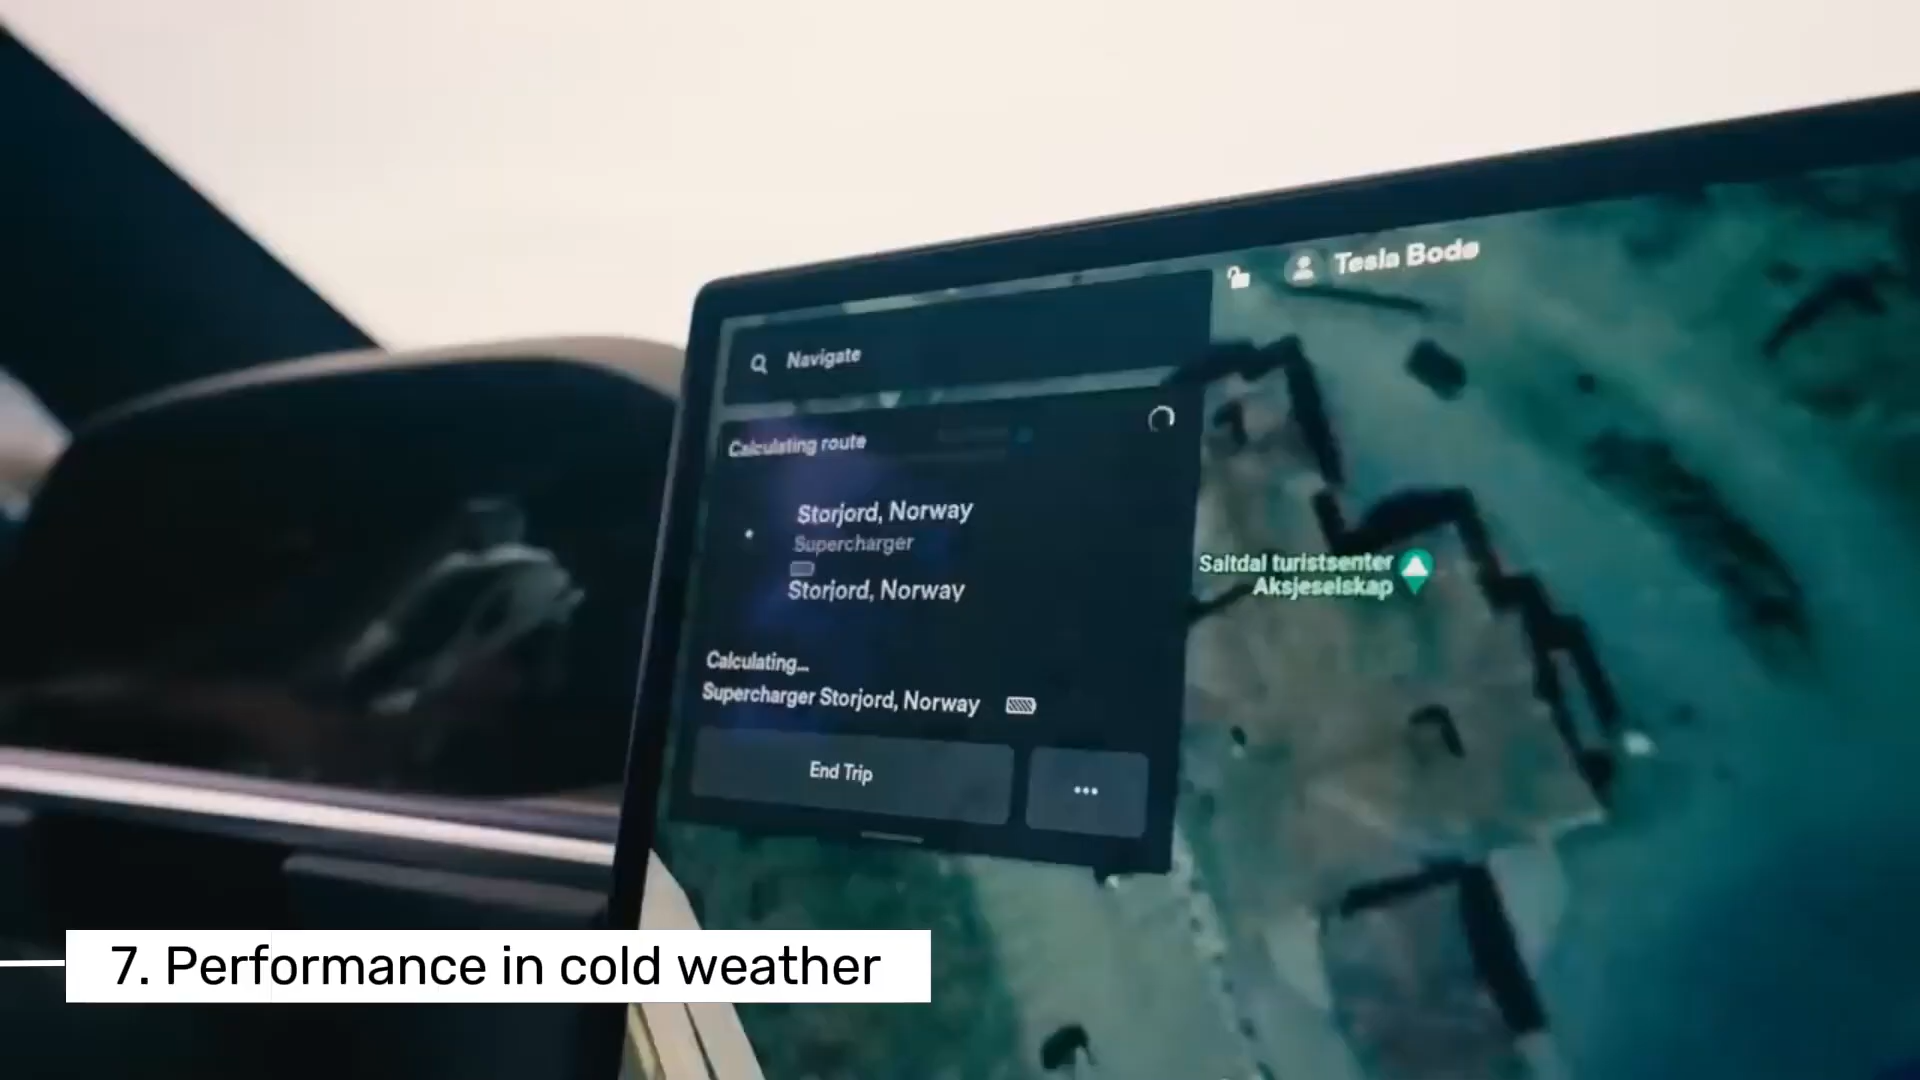 Tesla Bodø
Navigate
Calculating route
Storjord, Norway
Supercharger
Storjord, Norway
Saltdal turistsenter
Aksjeselskap
Calculating...
Supercharger Storjord, Norway
End Trip
7. Performance in cold weather